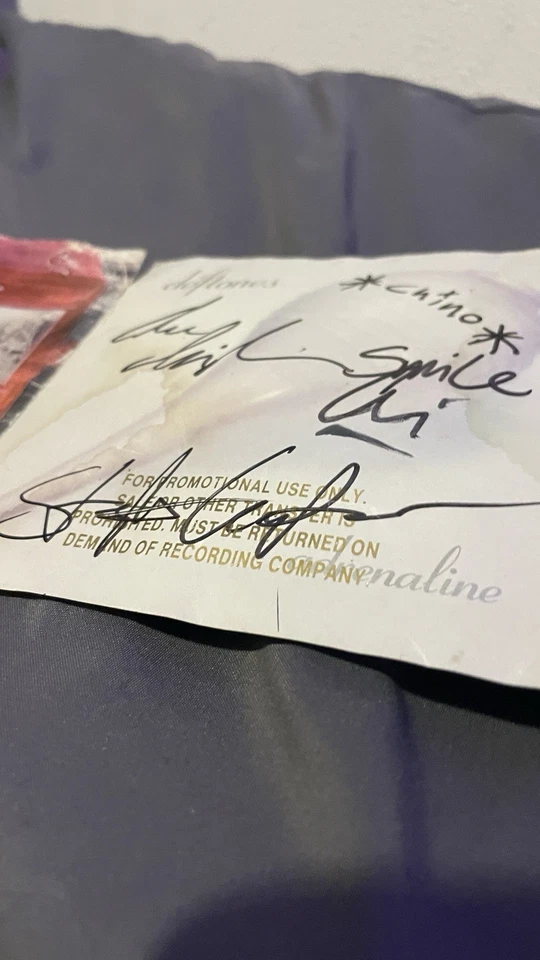 deftones
*chino*
Smile
Chi
FOR PROMOTIONAL USE ONLY.
SALE OR OTHER TRANSFER IS
PROHIBITED. MUST BE RETURNED ON
DEMAND OF RECORDING COMPANY.
adrenaline